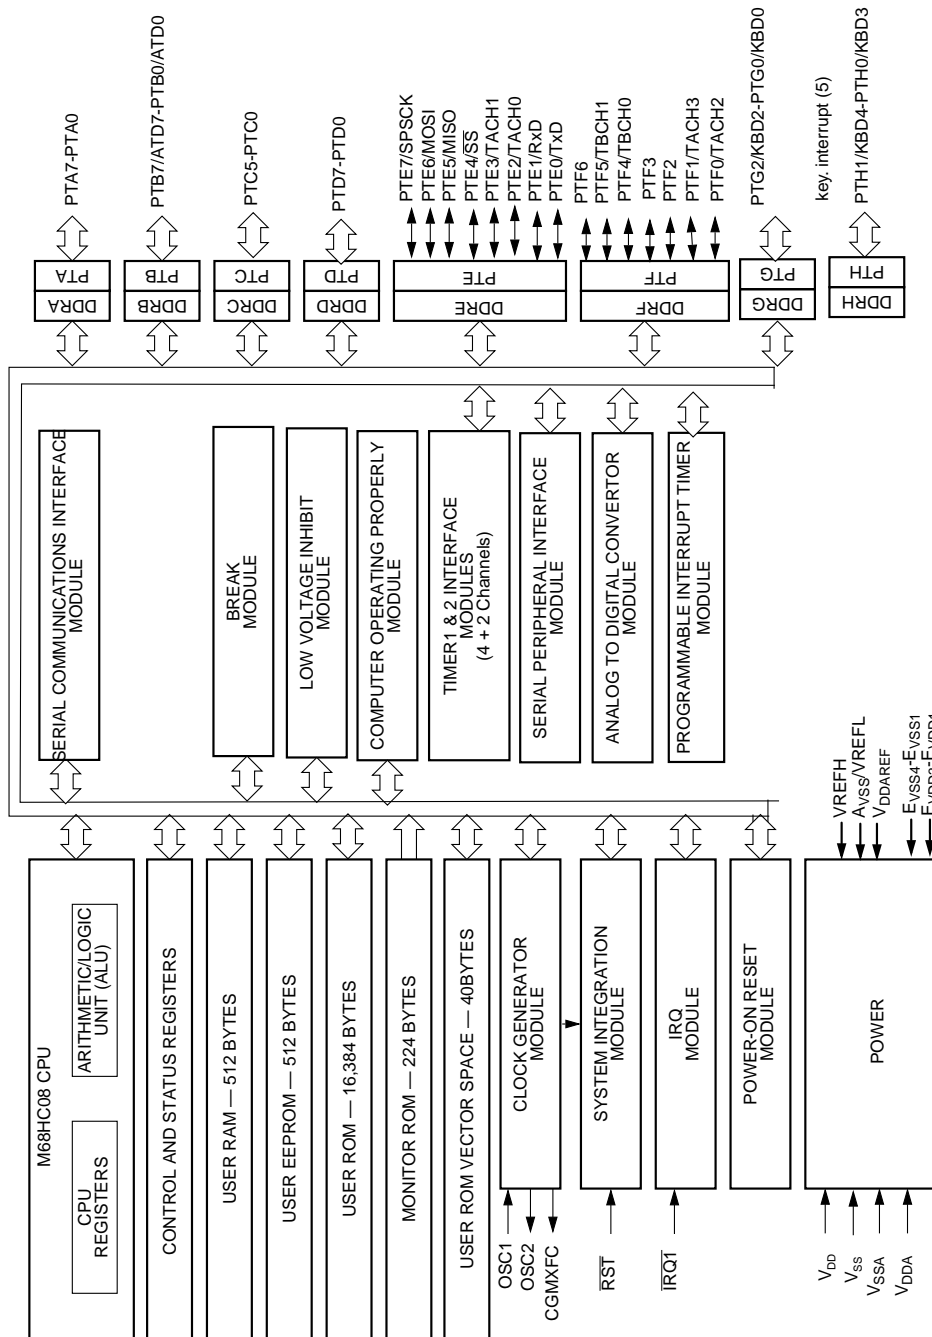 M68HC08 CPU
CPU
REGISTERS
ARITHMETIC/LOGIC
UNIT (ALU)
CONTROL AND STATUS REGISTERS
USER RAM — 512 BYTES
USER EEPROM — 512 BYTES
USER ROM — 16,384 BYTES
MONITOR ROM — 224 BYTES
USER ROM VECTOR SPACE — 40BYTES
OSC1
OSC2
CGMXFC
CLOCK GENERATOR
MODULE
RST
SYSTEM INTEGRATION
MODULE
IRQ1
IRQ
MODULE
POWER-ON RESET
MODULE
VDD
VSS
VSSA
VDDA
POWER
VREFH
AVSS/VREFL
VDDAREF
EVSS4-EVSS1
SERIAL COMMUNICATIONS INTERFACE
MODULE
BREAK
MODULE
LOW VOLTAGE INHIBIT
MODULE
COMPUTER OPERATING PROPERLY
MODULE
TIMER1 & 2 INTERFACE
MODULES
(4 + 2 Channels)
SERIAL PERIPHERAL INTERFACE
MODULE
ANALOG TO DIGITAL CONVERTOR
MODULE
PROGRAMMABLE INTERRUPT TIMER
MODULE
DDRA
PTA
PTA7-PTA0
DDRB
PTB
PTB7/ATD7-PTB0/ATD0
DDRC
PTC
PTC5-PTC0
DDRD
PTD
PTD7-PTD0
DDRE
PTE
PTE7/SPSCK
PTE6/MOSI
PTE5/MISO
PTE4/SS
PTE3/TACH1
PTE2/TACH0
PTE1/RxD
PTE0/TxD
DDRF
PTF
PTF6
PTF5/TBCH1
PTF4/TBCH0
PTF3
PTF2
PTF1/TACH3
PTF0/TACH2
DDRG
PTG
PTG2/KBD2-PTG0/KBD0
key. interrupt (5)
DDRH
PTH
PTH1/KBD4-PTH0/KBD3